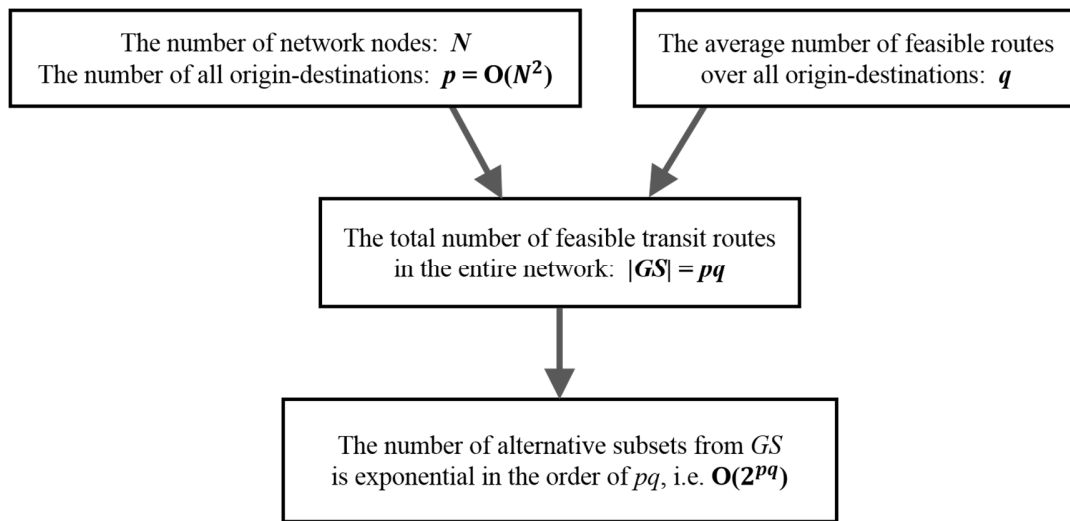 The number of network nodes: N
The number of all origin-destinations: p = O(N²)
The average number of feasible routes
over all origin-destinations: q
The total number of feasible transit routes
in the entire network: |GS| = pq
The number of alternative subsets from GS
is exponential in the order of pq, i.e. O(2^pq)